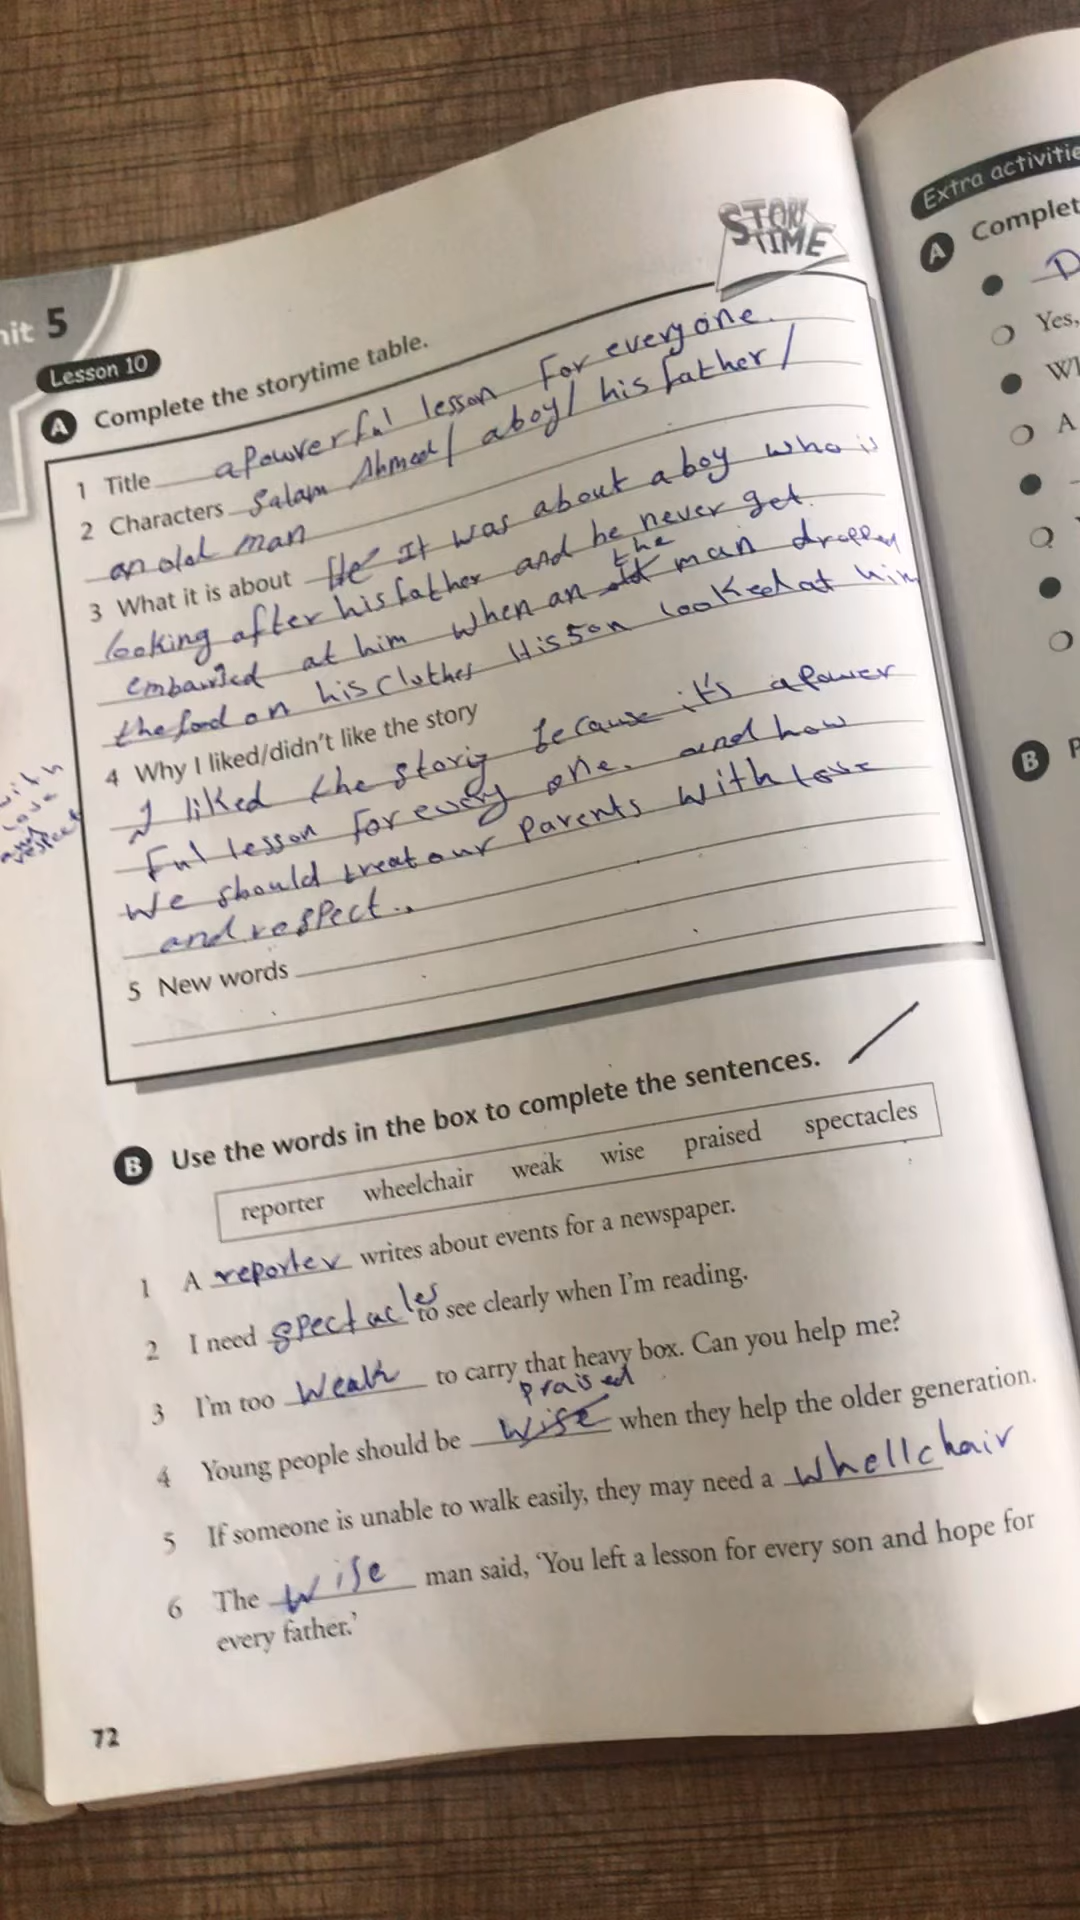 STORY TIME
nit 5
Lesson 10
A Complete the storytime table.
1 Title a Powerful lesson for everyone.
2 Characters Salam Ahmed/ a boy/ his father/
an old man
3 What it is about He It was about a boy who is
looking after his father and he never get
at him when an old the man dropped
the food on his clothes His son looked at him
4 Why I liked/didn't like the story
I liked the story because it's a power
ful lesson for every one. and how
we should treat our Parents with love
and respect.
with
love
and
respect
5 New words
B Use the words in the box to complete the sentences.
reporter wheelchair weak wise praised spectacles
1 A reporter writes about events for a newspaper.
2 I need spectacles to see clearly when I'm reading.
3 I'm too weak to carry that heavy box. Can you help me?
praised
4 Young people should be wise when they help the older generation.
5 If someone is unable to walk easily, they may need a whellchair
6 The wise man said, 'You left a lesson for every son and hope for
every father.'
72
Extra activitie
A Complet
D
Yes,
Wl
A
B P